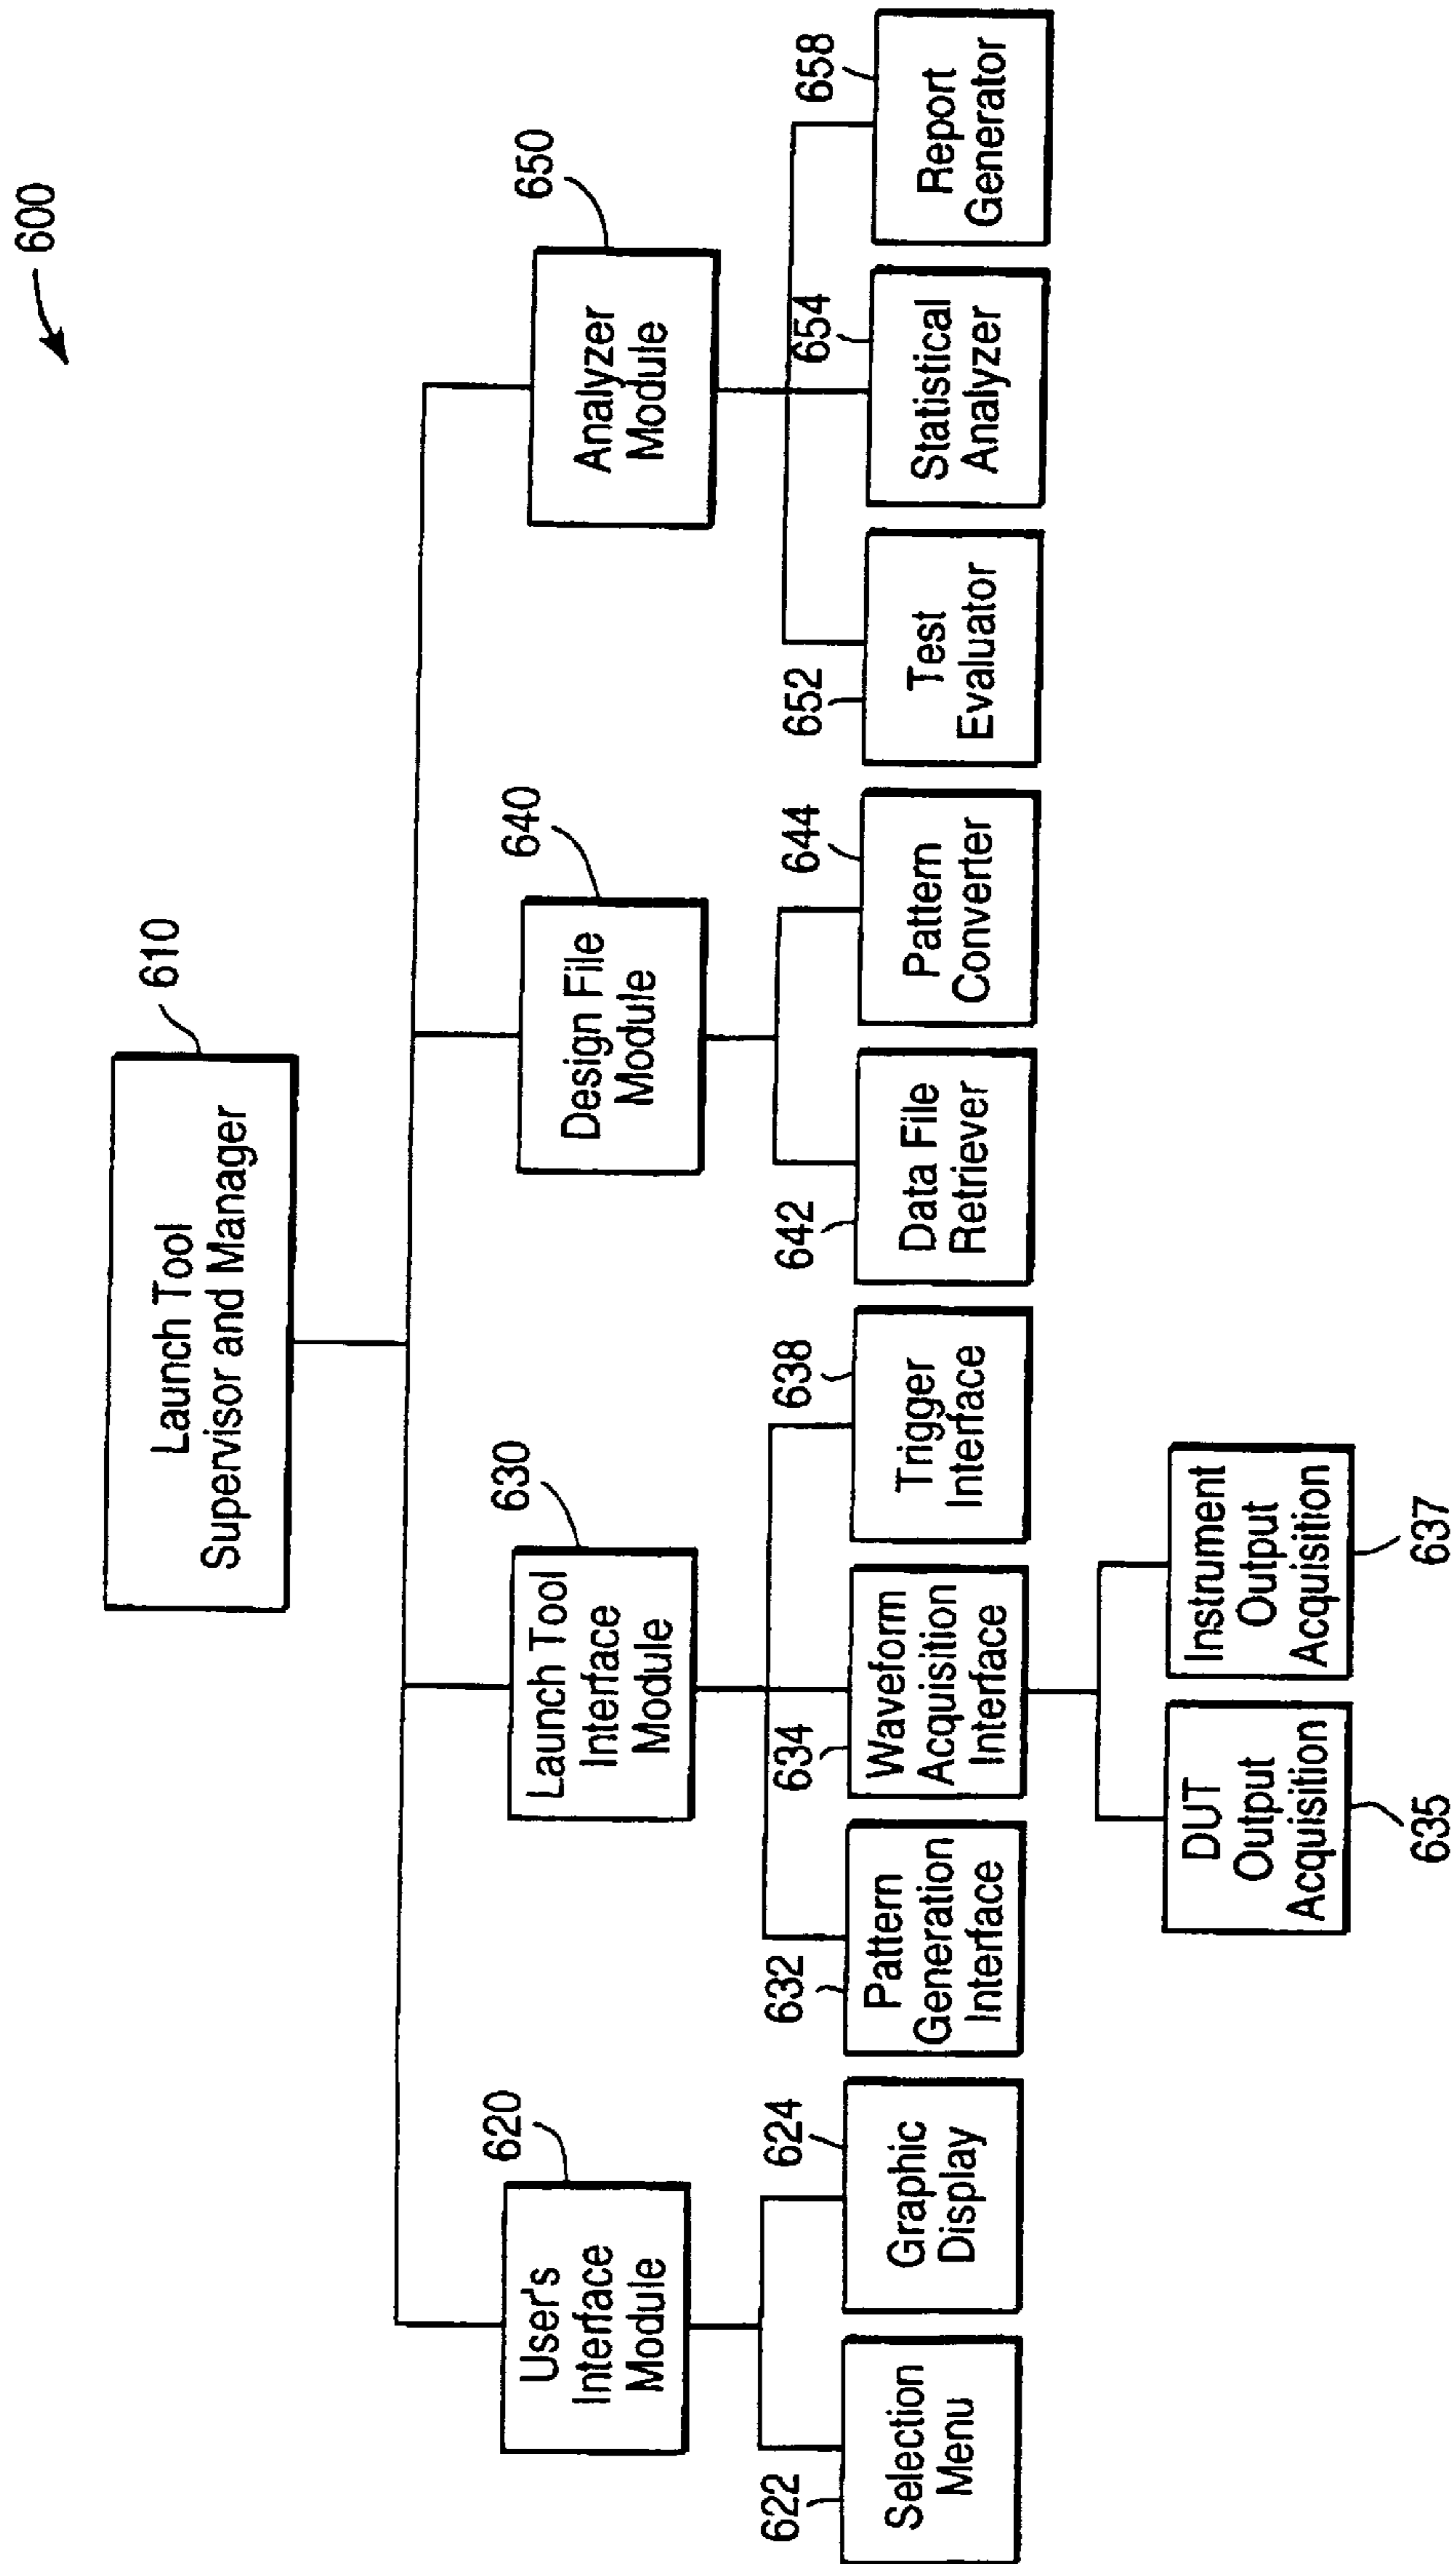 600
610
Launch Tool
Supervisor and Manager
620
User's
Interface
Module
630
Launch Tool
Interface
Module
640
Design File
Module
650
Analyzer
Module
622
Selection
Menu
624
Graphic
Display
632
Pattern
Generation
Interface
634
Waveform
Acquisition
Interface
638
Trigger
Interface
642
Data File
Retriever
644
Pattern
Converter
652
Test
Evaluator
654
Statistical
Analyzer
658
Report
Generator
DUT
Output
Acquisition
635
Instrument
Output
Acquisition
637